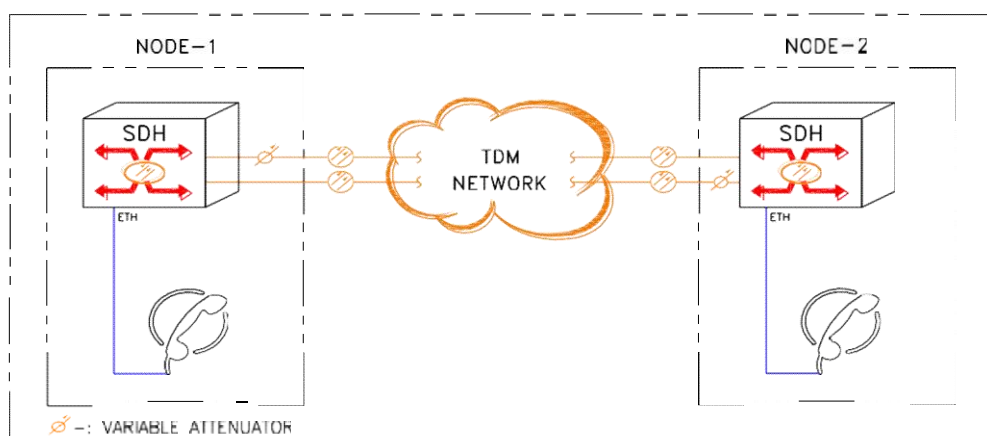 NODE-1
NODE-2
SDH
SDH
TDM
NETWORK
ETH
ETH
-: VARIABLE ATTENUATOR